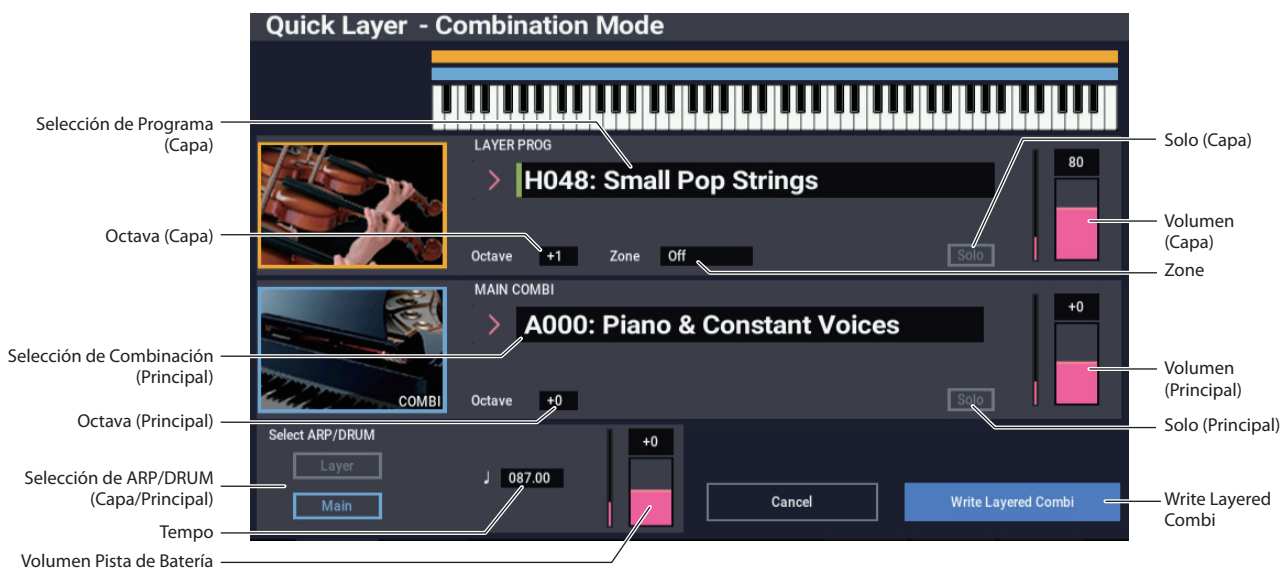 Quick Layer - Combination Mode
Selección de Programa
(Capa)
LAYER PROG
H048: Small Pop Strings
80
Solo (Capa)
Volumen
(Capa)
Octava (Capa)
Octave +1 Zone Off Solo
Zone
MAIN COMBI
A000: Piano & Constant Voices
+0
Selección de Combinación
(Principal)
Volumen
(Principal)
COMBI
Octave +0 Solo
Octava (Principal)
Solo (Principal)
Select ARP/DRUM
+0
Layer
Main
087.00
Selección de ARP/DRUM
(Capa/Principal)
Cancel
Write Layered Combi
Write Layered
Combi
Tempo
Volumen Pista de Batería